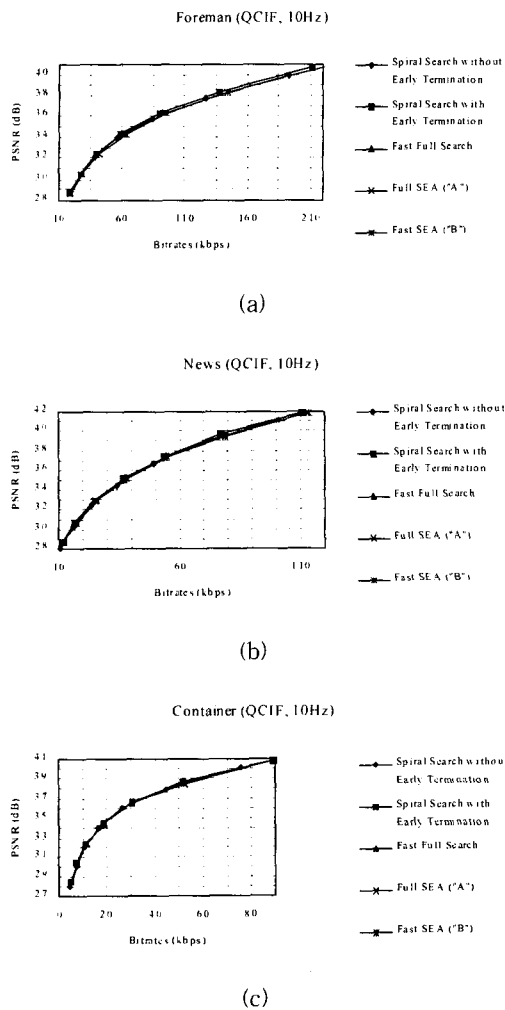 Foreman (QCIF, 10Hz)
40
38
36
34
32
30
28
PSNR (dB)
10 60 110 160 210
Bitrates (kbps)
Spiral Search without
Early Termination
Spiral Search with
Early Termination
Fast Full Search
Full SEA ("A")
Fast SEA ("B")
(a)
News (QCIF, 10Hz)
42
40
38
36
34
32
30
28
PSNR (dB)
10 60 110
Bitrates (kbps)
Spiral Search without
Early Termination
Spiral Search with
Early Termination
Fast Full Search
Full SEA ("A")
Fast SEA ("B")
(b)
Container (QCIF, 10Hz)
41
39
37
35
33
31
29
27
PSNR (dB)
0 20 40 60 80
Bitrates (kbps)
Spiral Search without
Early Termination
Spiral Search with
Early Termination
Fast Full Search
Full SEA ("A")
Fast SEA ("B")
(c)